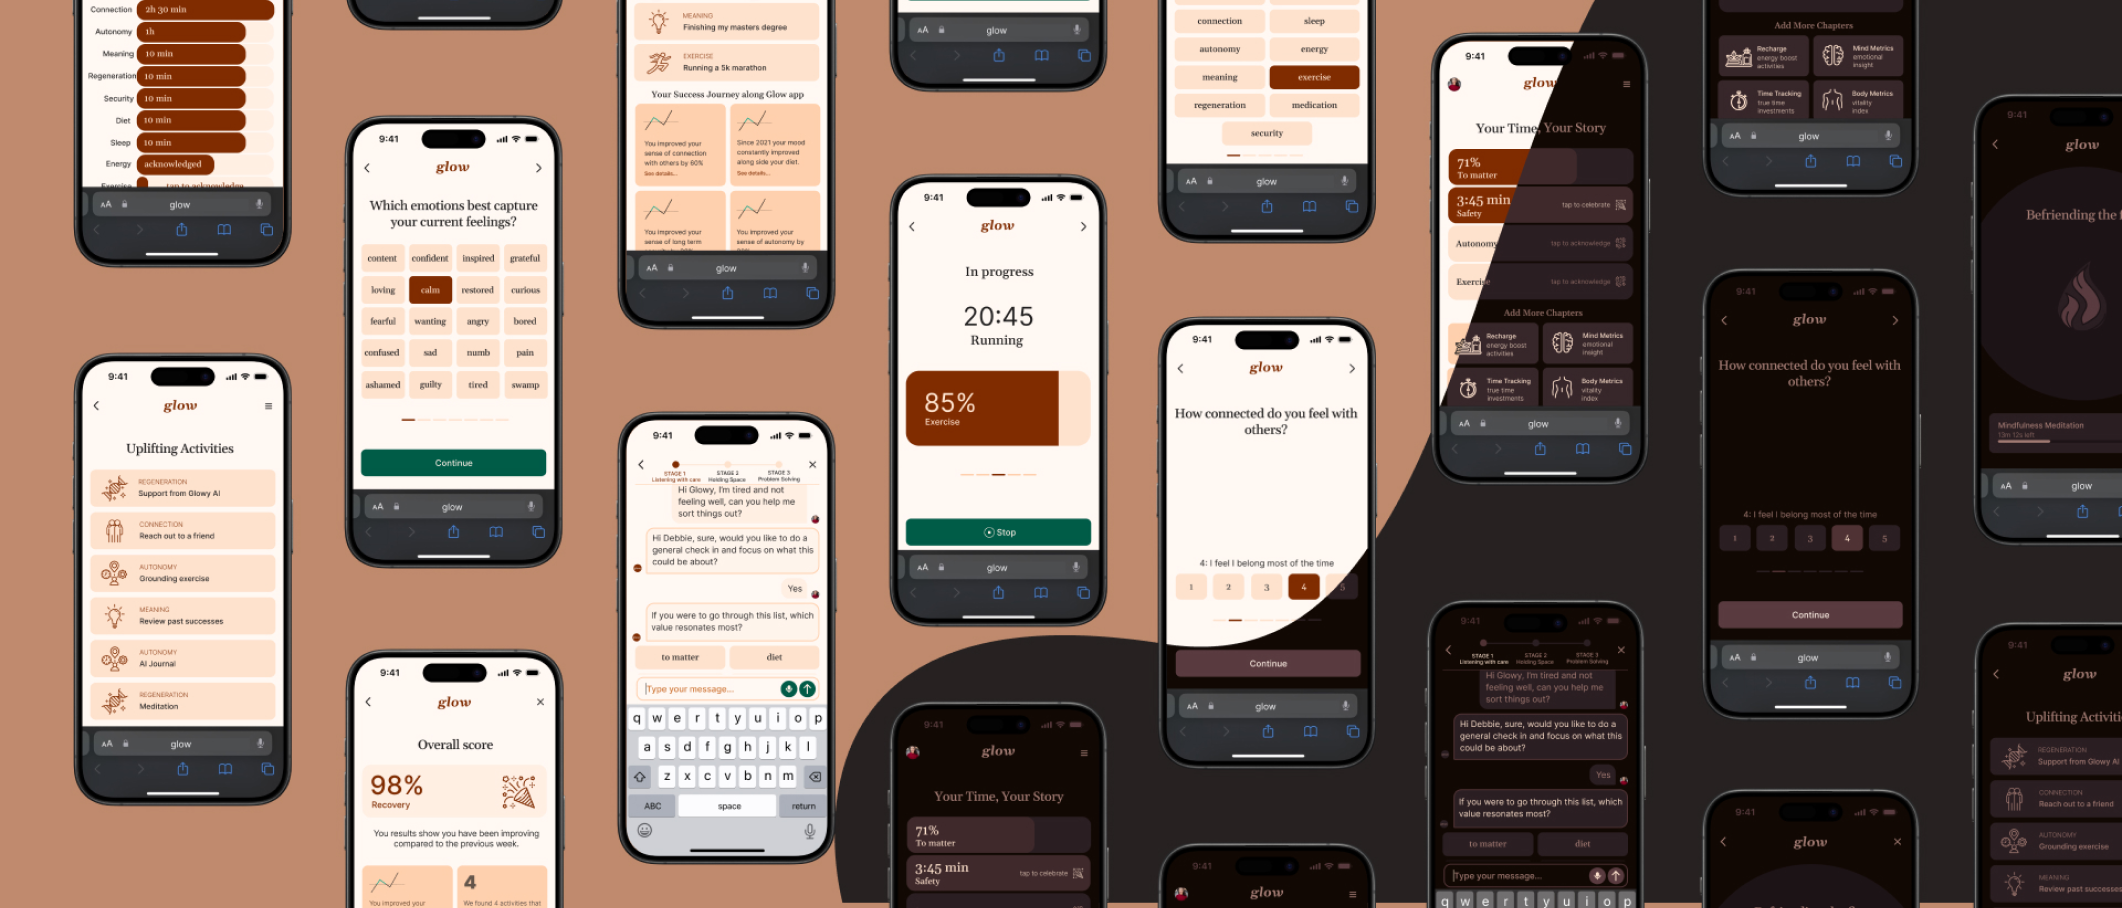 Connection 2h 30 min
Autonomy 1h
Meaning 10 min
Regeneration 10 min
Security 10 min
Diet 10 min
Sleep 10 min
Energy acknowledged
Exercise tap to acknowledge
AA glow
9:41
glow
Uplifting Activities
REGENERATION
Support from Glowy AI
CONNECTION
Reach out to a friend
AUTONOMY
Grounding exercise
MEANING
Review past successes
AUTONOMY
AI Journal
REGENERATION
Meditation
AA glow
9:41
glow
Which emotions best capture
your current feelings?
content confident inspired grateful
loving calm restored curious
fearful wanting angry bored
confused sad numb pain
ashamed guilty tired swamp
Continue
AA glow
9:41
glow
Overall score
98%
Recovery
You results show you have been improving
compared to the previous week.
4
You improved your
We found 4 activities that
MEANING
Finishing my masters degree
EXERCISE
Running a 5k marathon
Your Success Journey along Glow app
You improved your
sense of connection
with others by 60%
See details...
Since 2021 your mood
constantly improved
along side your diet.
See details...
You improved your
sense of long term
You improved your
sense of autonomy by
AA glow
9:41
STAGE 1 STAGE 2 STAGE 3
Listening with care Holding Space Problem Solving
Hi Glowy, I'm tired and not
feeling well, can you help me
sort things out?
Hi Debbie, sure, would you like to do a
general check in and focus on what this
could be about?
Yes
If you were to go through this list, which
value resonates most?
to matter diet
Type your message...
q w e r t y u i o p
a s d f g h j k l
z x c v b n m
ABC space return
AA glow
9:41
glow
In progress
20:45
Running
85%
Exercise
Stop
AA glow
9:41
glow
Your Time, Your Story
71%
To matter
3:45 min
Safety
tap to celebrate
connection sleep
autonomy energy
meaning exercise
regeneration medication
security
AA glow
9:41
glow
How connected do you feel with
others?
4: I feel I belong most of the time
1 2 3 4 5
Continue
AA glow
9:41
glow
9:41
glow
Your Time, Your Story
71%
To matter
3:45 min
Safety
tap to celebrate
Autonomy tap to acknowledge
Exercise tap to acknowledge
Add More Chapters
Recharge
energy boost
activities
Mind Metrics
emotional
insight
Time Tracking
true time
investments
Body Metrics
vitality
index
AA glow
9:41
STAGE 1 STAGE 2 STAGE 3
Listening with care Holding Space Problem Solving
Hi Glowy, I'm tired and not
feeling well, can you help me
sort things out?
Hi Debbie, sure, would you like to do a
general check in and focus on what this
could be about?
Yes
If you were to go through this list, which
value resonates most?
to matter diet
Type your message...
q w e r t y u i o p
Add More Chapters
Recharge
energy boost
activities
Mind Metrics
emotional
insight
Time Tracking
true time
investments
Body Metrics
vitality
index
AA glow
9:41
glow
How connected do you feel with
others?
4: I feel I belong most of the time
1 2 3 4 5
Continue
AA glow
9:41
glow
9:41
glow
Befriending the
Mindfulness Meditation
13m 12s left
AA glow
9:41
glow
Uplifting
REGENERATION
Support from Glowy AI
CONNECTION
Reach out to a friend
AUTONOMY
Grounding exercise
MEANING
Review past successes